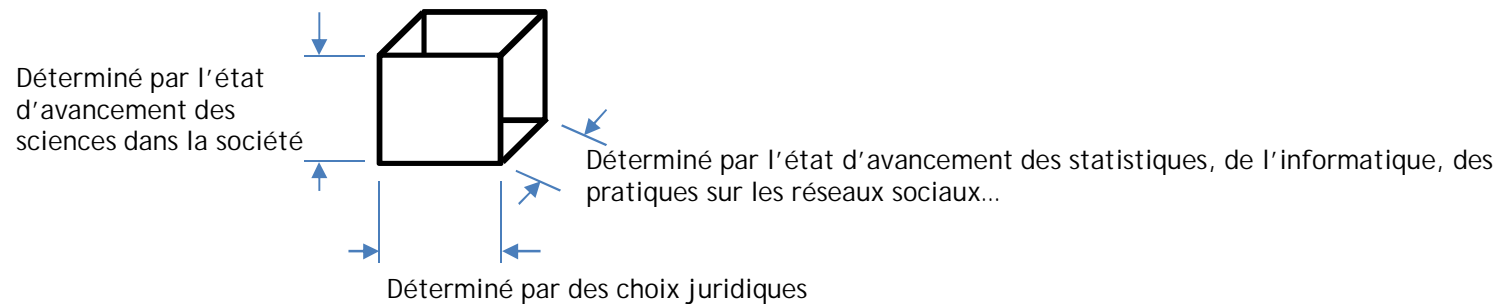 Déterminé par l’état
d’avancement des
sciences dans la société
Déterminé par l’état d’avancement des statistiques, de l’informatique, des
pratiques sur les réseaux sociaux…
Déterminé par des choix juridiques